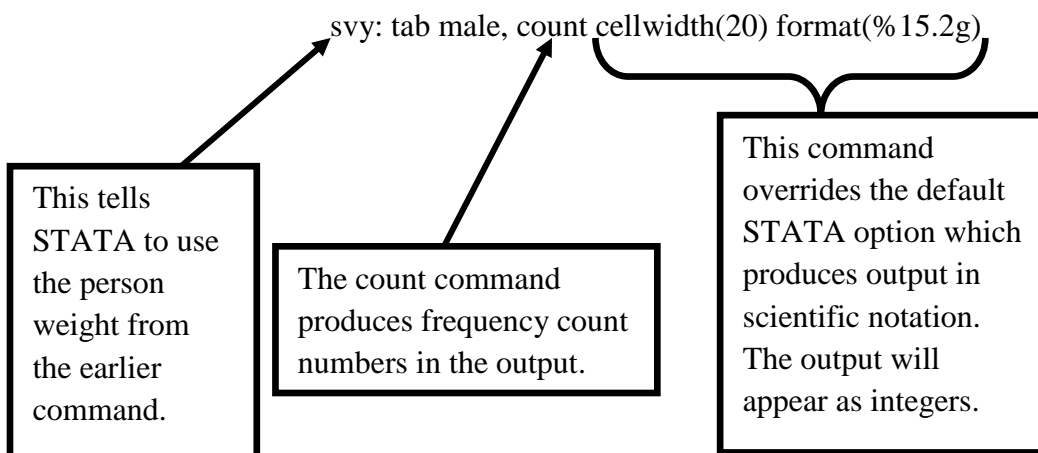 svy: tab male, count cellwidth(20) format(%15.2g)
This tells
STATA to use
the person
weight from
the earlier
command.
The count command
produces frequency count
numbers in the output.
This command
overrides the default
STATA option which
produces output in
scientific notation.
The output will
appear as integers.